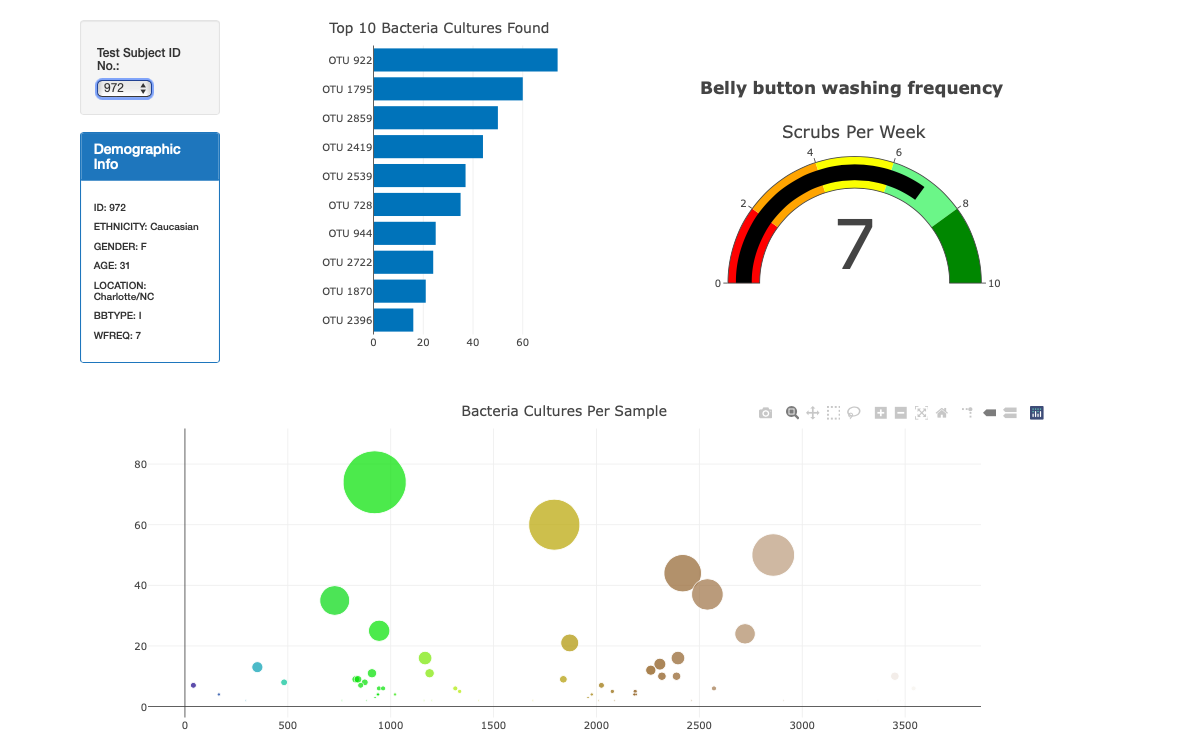 Test Subject ID
No.:
972
Demographic
Info
ID: 972
ETHNICITY: Caucasian
GENDER: F
AGE: 31
LOCATION:
Charlotte/NC
BBTYPE: I
WFREQ: 7
Top 10 Bacteria Cultures Found
OTU 922
OTU 1795
OTU 2859
OTU 2419
OTU 2539
OTU 728
OTU 944
OTU 2722
OTU 1870
OTU 2396
0 20 40 60
Belly button washing frequency
Scrubs Per Week
4 6
2 8
7
0 10
Bacteria Cultures Per Sample
80
60
40
20
0
0 500 1000 1500 2000 2500 3000 3500